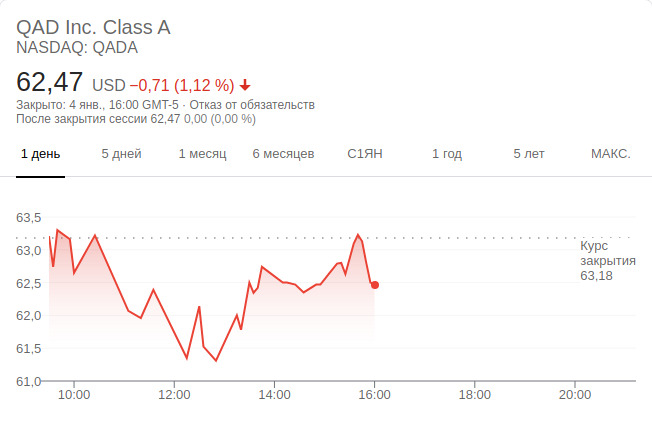 QAD Inc. Class A
NASDAQ: QADA
62,47 USD −0,71 (1,12 %)
Закрыто: 4 янв., 16:00 GMT-5 · Отказ от обязательств
После закрытия сессии 62,47 0,00 (0,00 %)
1 день 5 дней 1 месяц 6 месяцев С1ЯН 1 год 5 лет МАКС.
63,5
63,0
62,5
62,0
61,5
61,0
Курс
закрытия
63,18
10:00 12:00 14:00 16:00 18:00 20:00